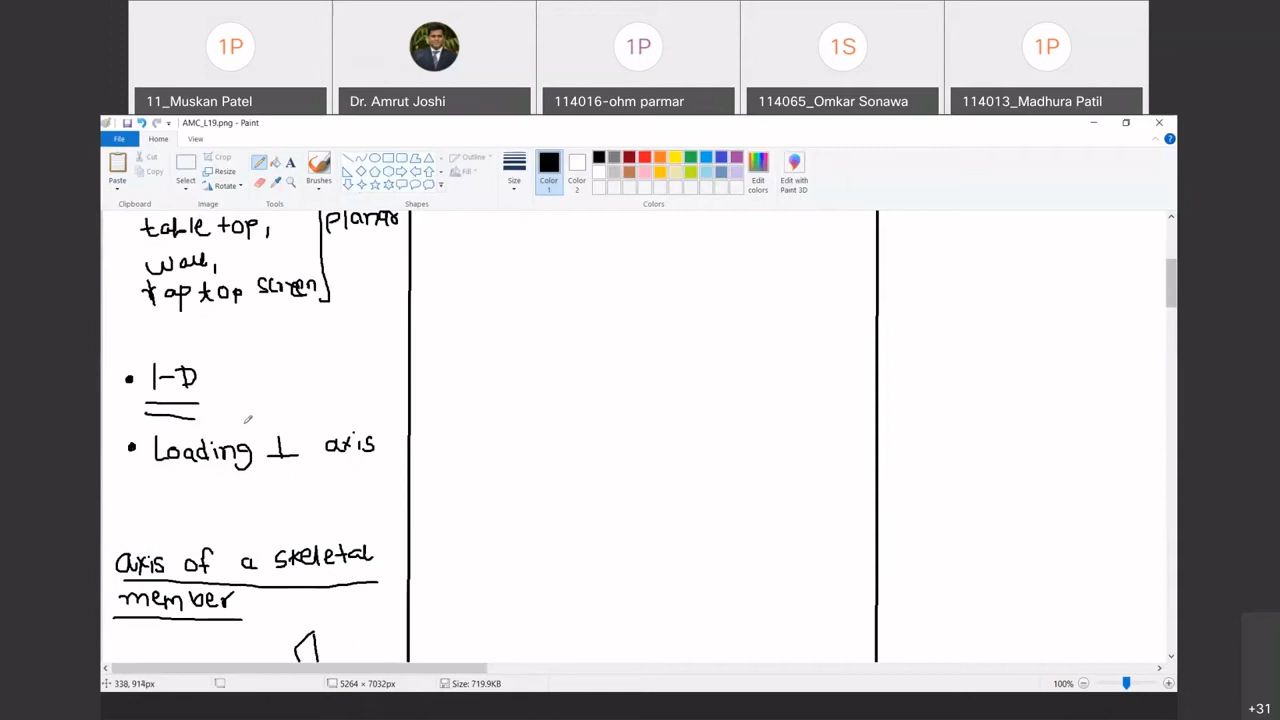 1P
1P
1S
1P
11_Muskan Patel
Dr. Amrut Joshi
114016-ohm parmar
114065_Omkar Sonawa
114013_Madhura Patil
AMC_L19.png - Paint
File
Home
View
Paste
Cut
Copy
Clipboard
Select
Crop
Resize
Rotate
Image
A
Tools
Brushes
Outline
Fill
Shapes
Size
Color
1
Color
2
Edit
colors
Edit with
Paint 3D
Colors
table top,
planar
wall,
laptop screen
• 1-D
• Loading ⊥ axis
axis of a skeletal
member
338, 914px
5264 × 7032px
Size: 719.9KB
100%
+31